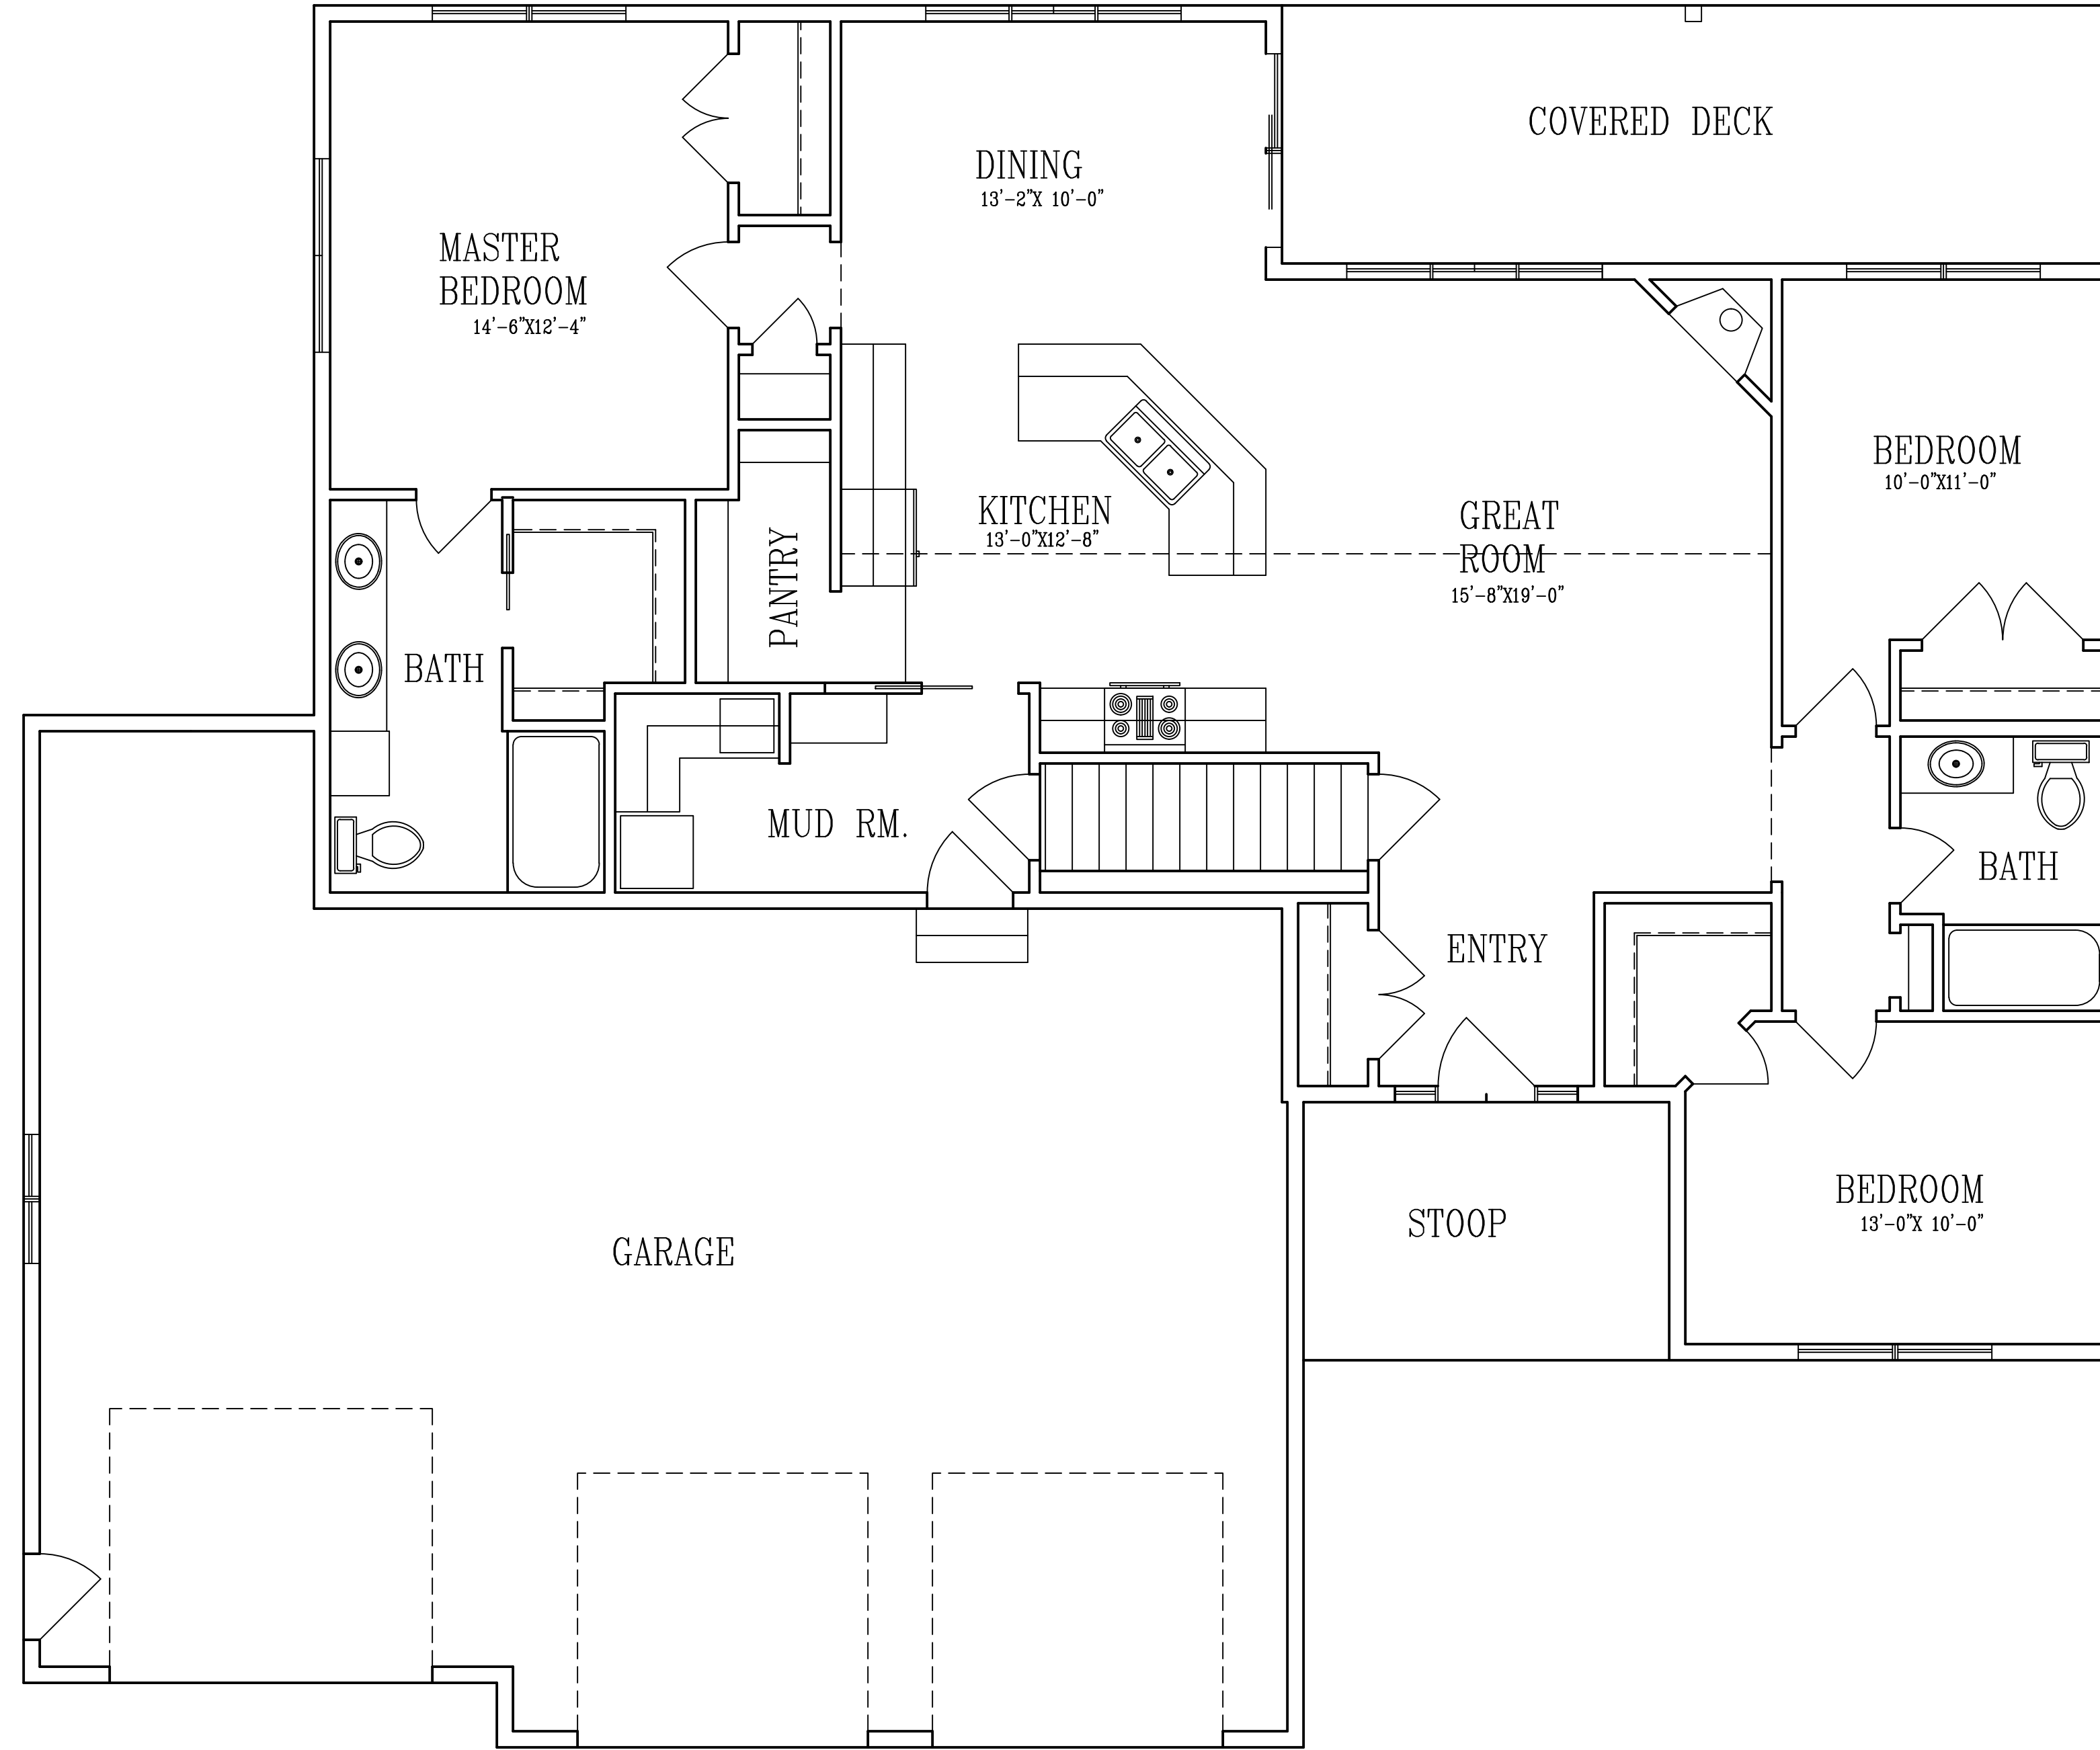 COVERED DECK
DINING
13'-2"X 10'-0"
MASTER
BEDROOM
14'-6"X12'-4"
BEDROOM
10'-0"X11'-0"
KITCHEN
13'-0"X12'-8"
GREAT
ROOM
15'-8"X19'-0"
PANTRY
BATH
MUD RM.
BATH
ENTRY
BEDROOM
13'-0"X 10'-0"
STOOP
GARAGE